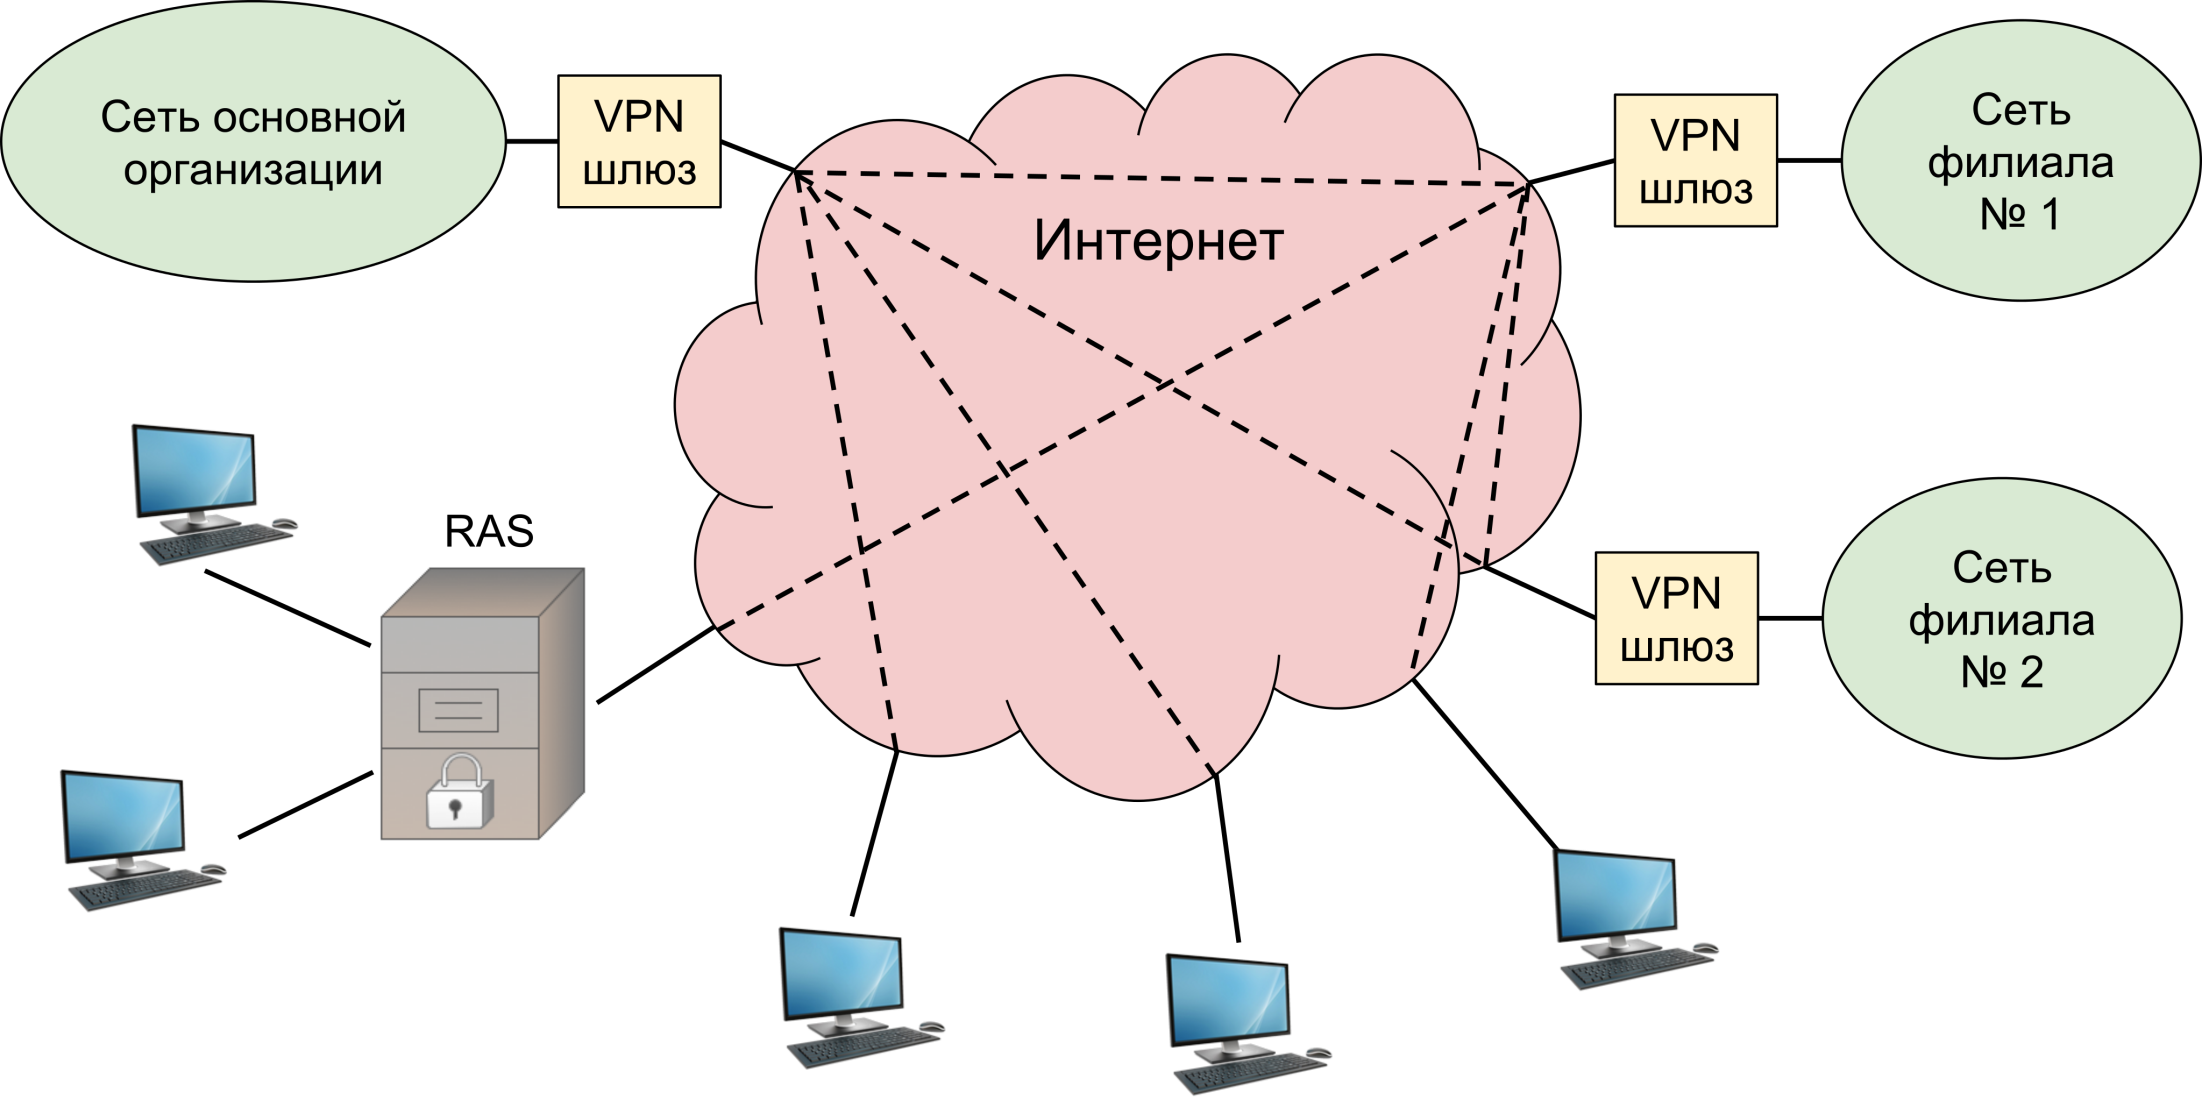 Сеть основной
организации
VPN
шлюз
Интернет
VPN
шлюз
Сеть
филиала
№ 1
RAS
VPN
шлюз
Сеть
филиала
№ 2